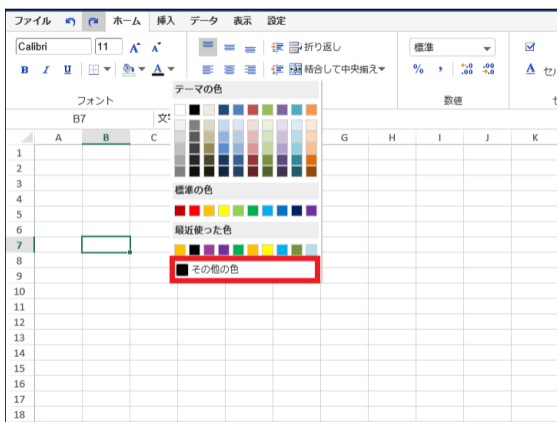 ファイル ホーム 挿入 データ 表示 設定
Calibri 11 A A 折り返し 標準
B I U A 結合して中央揃え % , .00 .00 A セ
フォント 数値
テーマの色
B7
A B C G H I J K
標準の色
最近使った色
その他の色
1
2
3
4
5
6
7
8
9
10
11
12
13
14
15
16
17
18